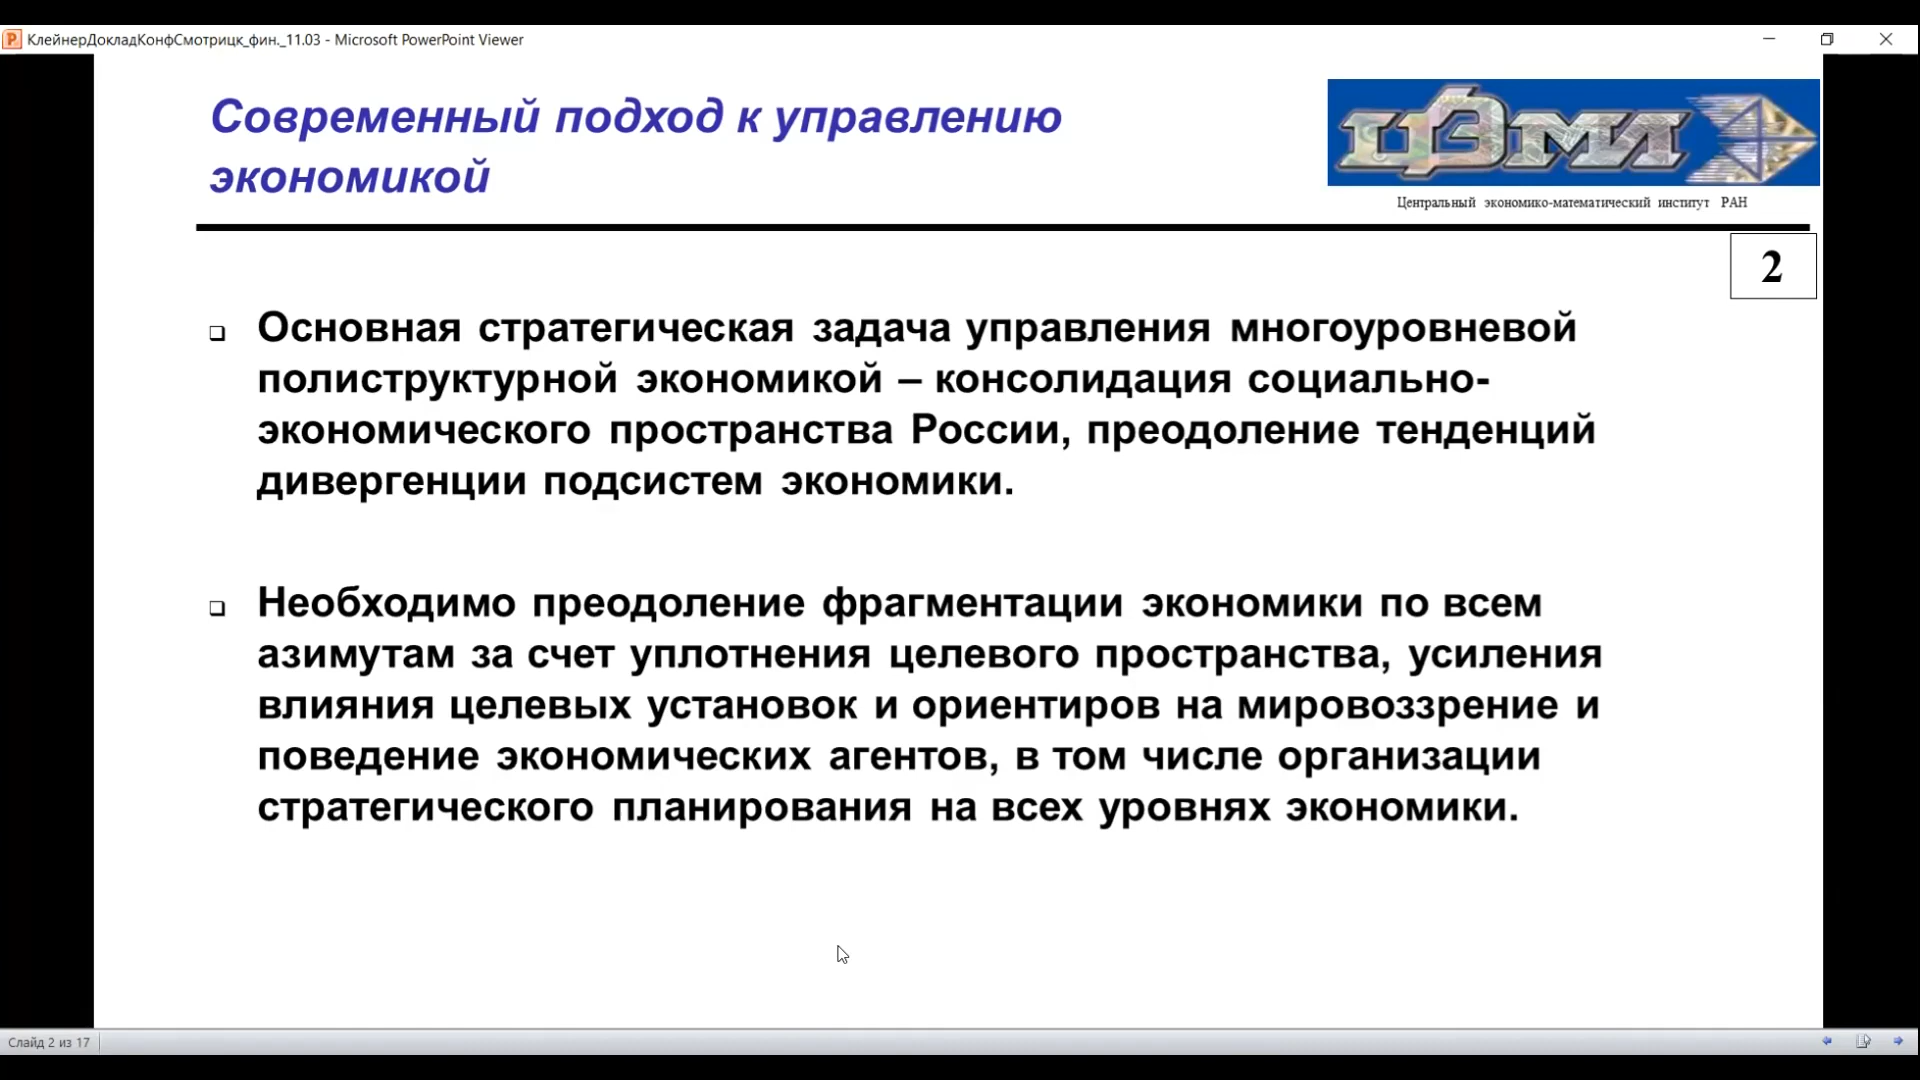 КлейнерДокладКонфСмотрицк_фин._11.03 - Microsoft PowerPoint Viewer
Современный подход к управлению
экономикой
ЦЭМИ
Центральный экономико-математический институт РАН
2
Основная стратегическая задача управления многоуровневой
полиструктурной экономикой – консолидация социально-
экономического пространства России, преодоление тенденций
дивергенции подсистем экономики.
Необходимо преодоление фрагментации экономики по всем
азимутам за счет уплотнения целевого пространства, усиления
влияния целевых установок и ориентиров на мировоззрение и
поведение экономических агентов, в том числе организации
стратегического планирования на всех уровнях экономики.
Слайд 2 из 17